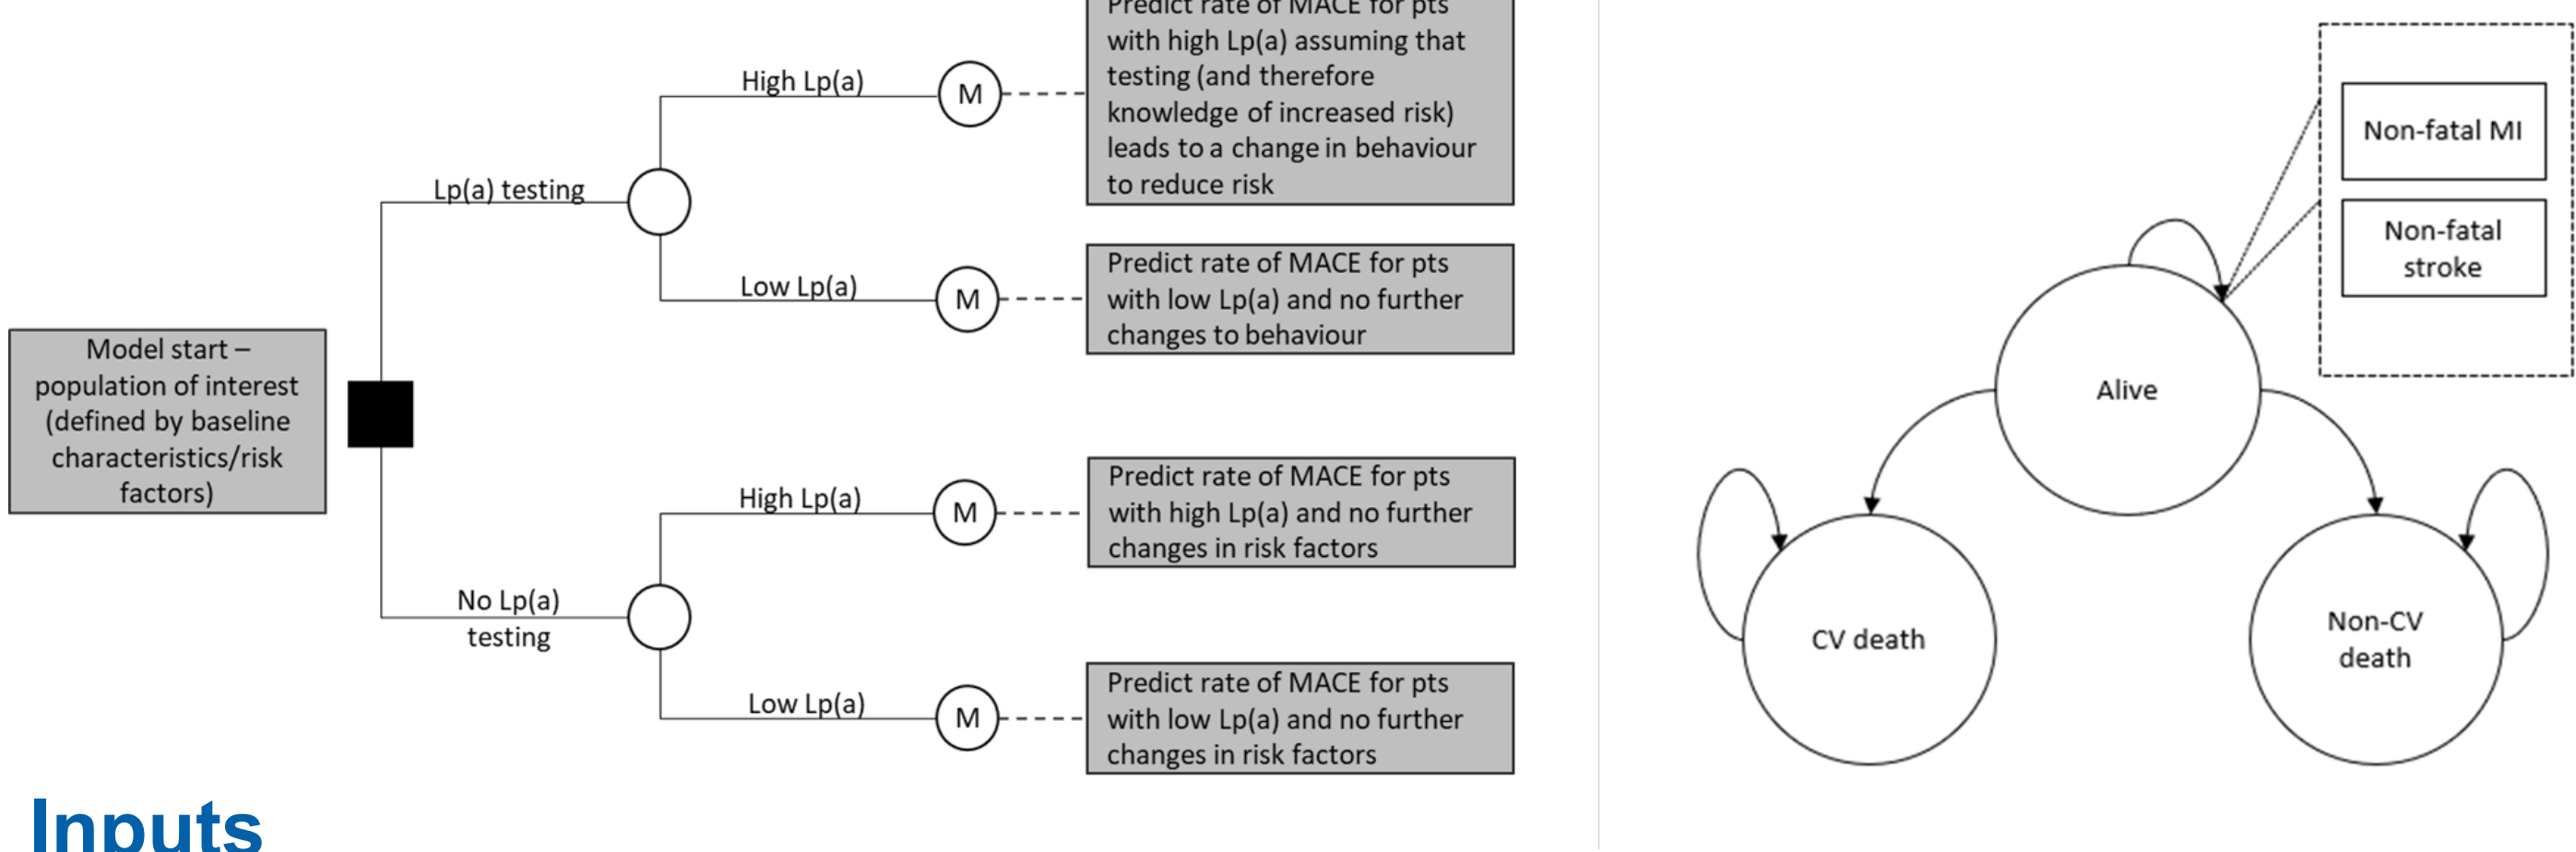 Predict rate of MACE for pts
with high Lp(a) assuming that
testing (and therefore
knowledge of increased risk)
leads to a change in behaviour
to reduce risk
High Lp(a)
M
Lp(a) testing
Low Lp(a)
M
Predict rate of MACE for pts
with low Lp(a) and no further
changes to behaviour
Model start –
population of interest
(defined by baseline
characteristics/risk
factors)
High Lp(a)
M
Predict rate of MACE for pts
with high Lp(a) and no further
changes in risk factors
No Lp(a)
testing
Low Lp(a)
M
Predict rate of MACE for pts
with low Lp(a) and no further
changes in risk factors
Non-fatal MI
Non-fatal
stroke
Alive
CV death
Non-CV
death
Inputs